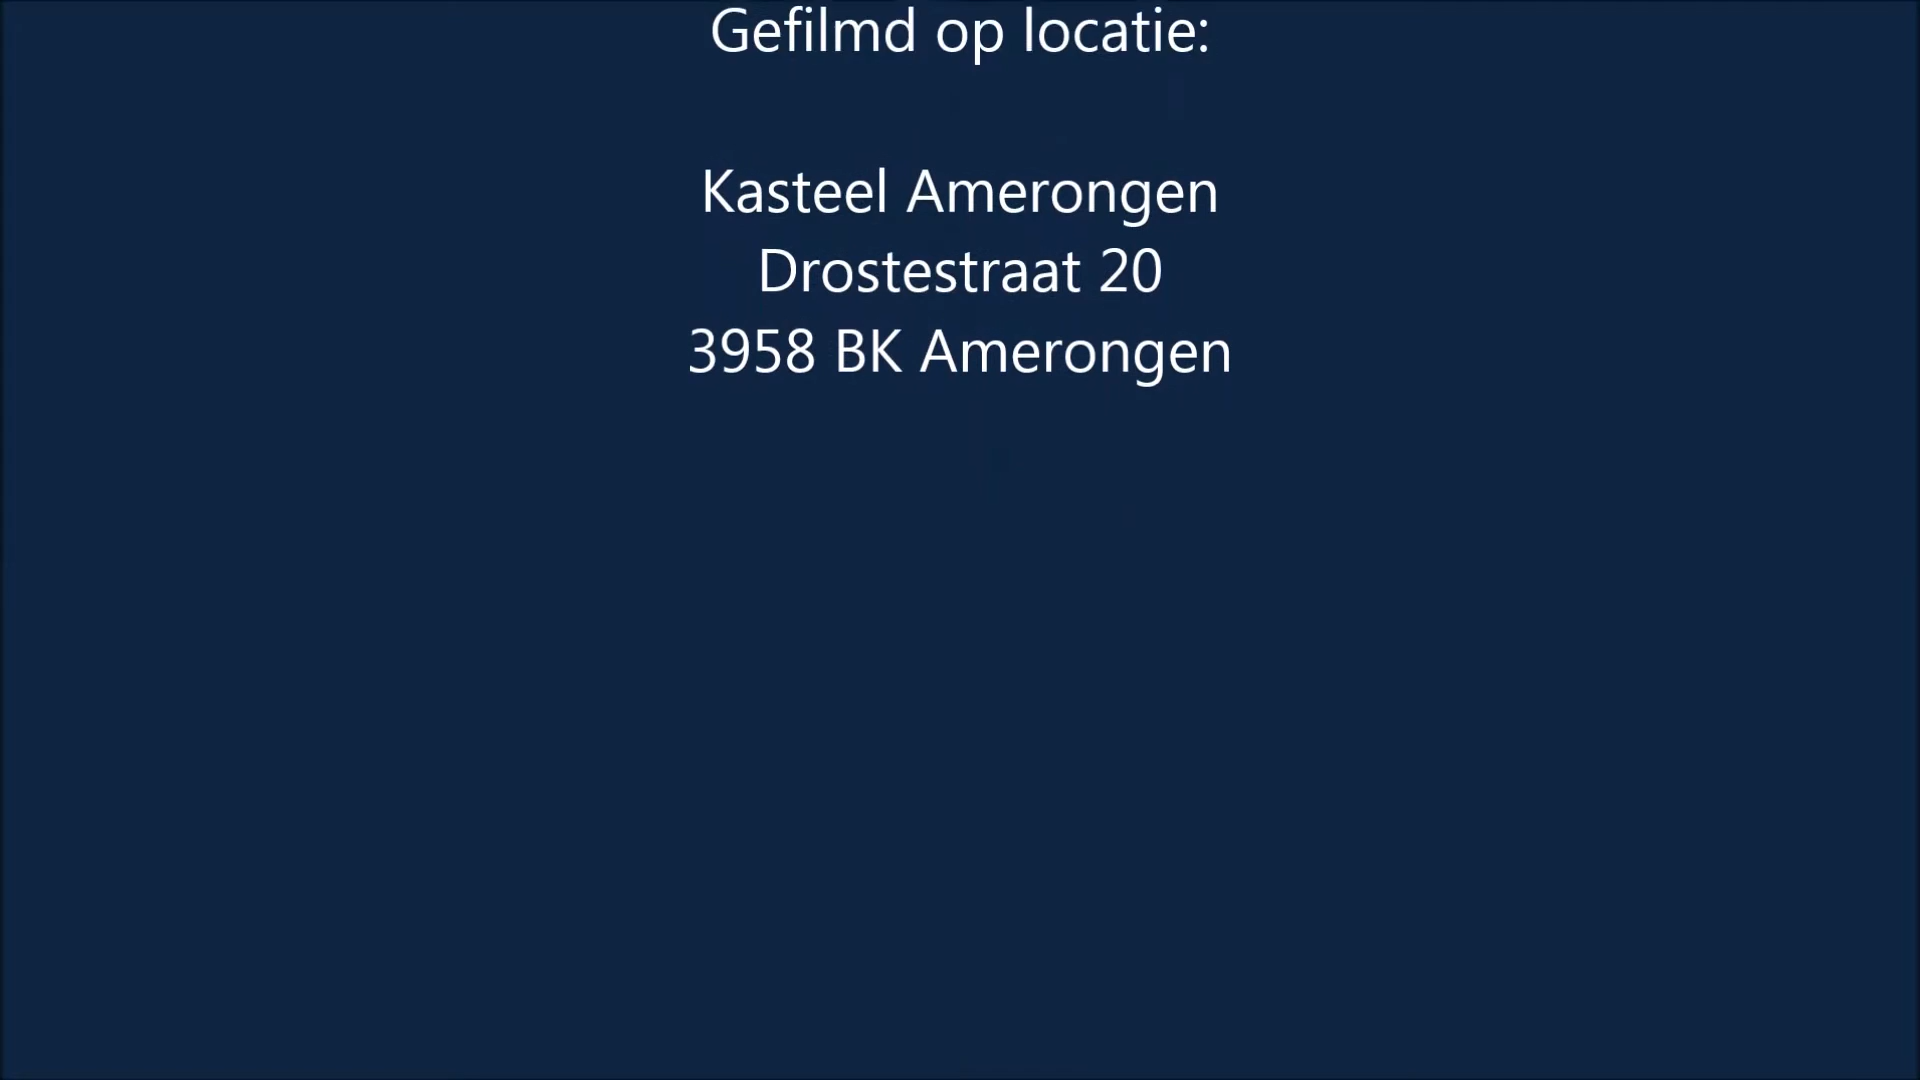 Gefilmd op locatie:
Kasteel Amerongen
Drostestraat 20
3958 BK Amerongen